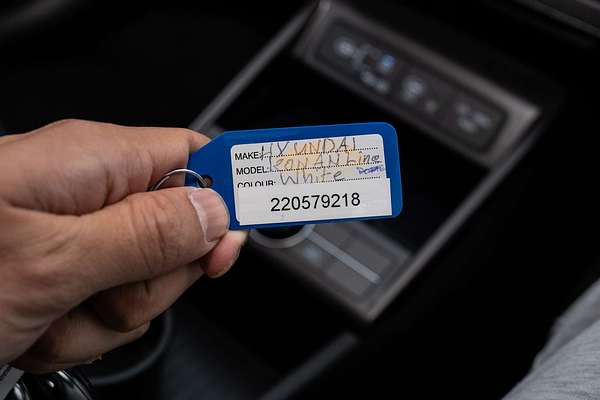 MAKE: HYUNDAI
MODEL: KONA N Line
COLOUR: White
220579218